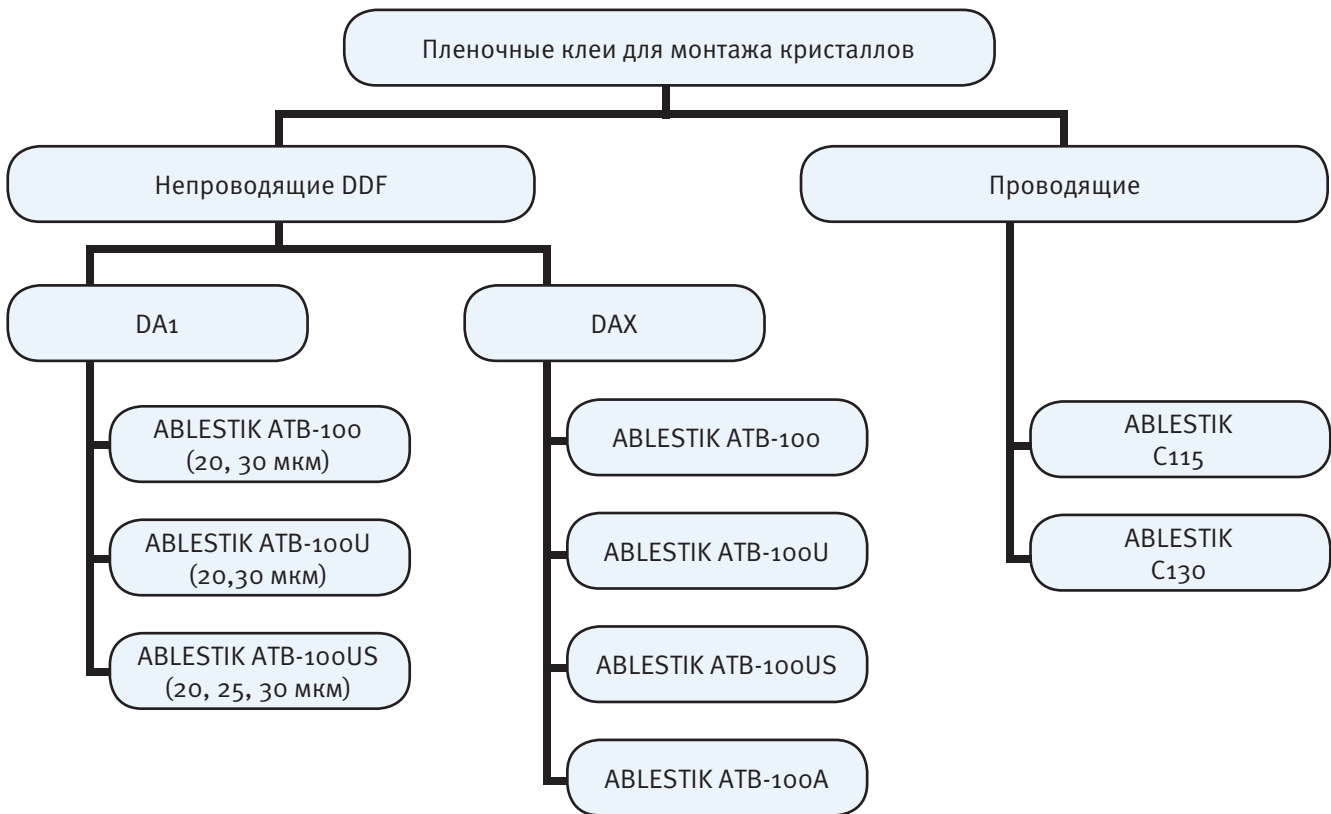 Пленочные клеи для монтажа кристаллов
Непроводящие DDF
Проводящие
DA1
DAX
ABLESTIK ATB-100
(20, 30 мкм)
ABLESTIK ATB-100U
(20,30 мкм)
ABLESTIK ATB-100US
(20, 25, 30 мкм)
ABLESTIK ATB-100
ABLESTIK ATB-100U
ABLESTIK ATB-100US
ABLESTIK ATB-100A
ABLESTIK
C115
ABLESTIK
C130